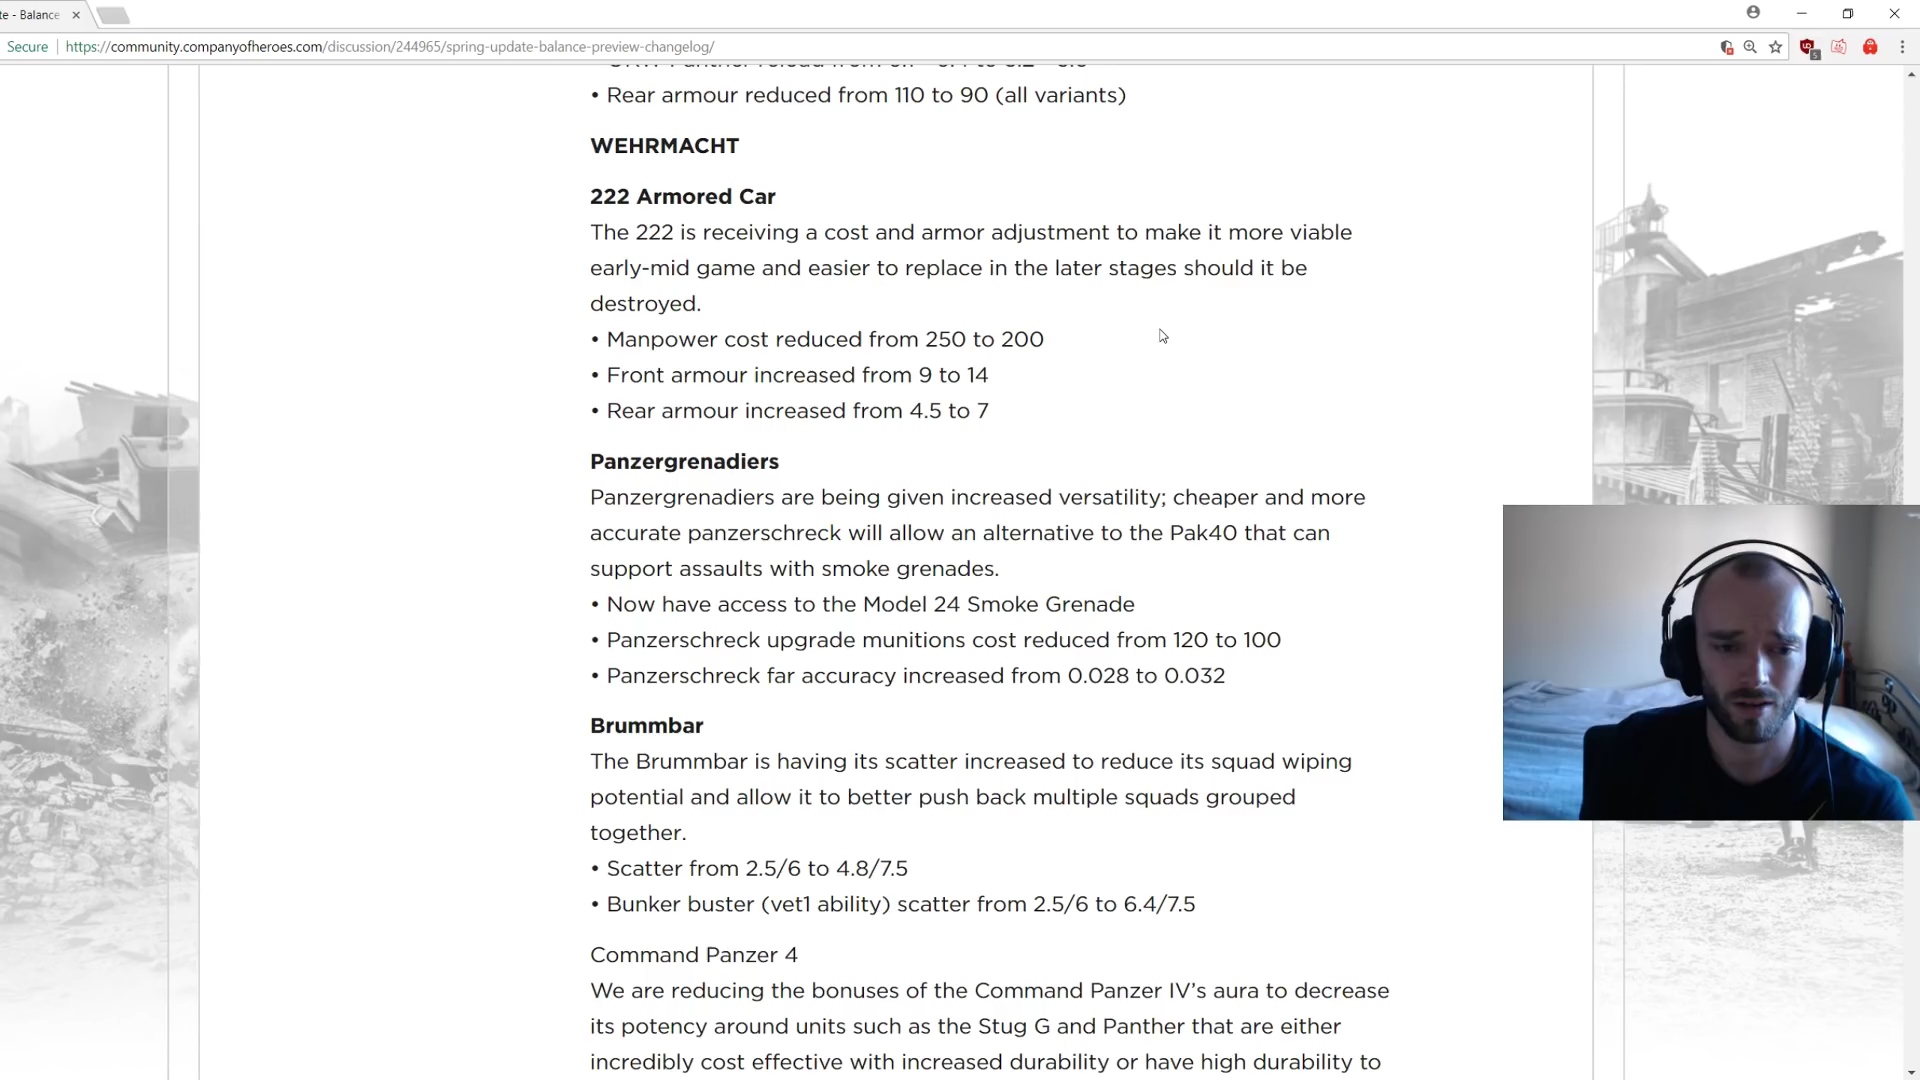 te - Balance
Secure
https://community.companyofheroes.com/discussion/244965/spring-update-balance-preview-changelog/
• Rear armour reduced from 110 to 90 (all variants)
WEHRMACHT
222 Armored Car
The 222 is receiving a cost and armor adjustment to make it more viable
early-mid game and easier to replace in the later stages should it be
destroyed.
• Manpower cost reduced from 250 to 200
• Front armour increased from 9 to 14
• Rear armour increased from 4.5 to 7
Panzergrenadiers
Panzergrenadiers are being given increased versatility; cheaper and more
accurate panzerschreck will allow an alternative to the Pak40 that can
support assaults with smoke grenades.
• Now have access to the Model 24 Smoke Grenade
• Panzerschreck upgrade munitions cost reduced from 120 to 100
• Panzerschreck far accuracy increased from 0.028 to 0.032
Brummbar
The Brummbar is having its scatter increased to reduce its squad wiping
potential and allow it to better push back multiple squads grouped
together.
• Scatter from 2.5/6 to 4.8/7.5
• Bunker buster (vet1 ability) scatter from 2.5/6 to 6.4/7.5
Command Panzer 4
We are reducing the bonuses of the Command Panzer IV's aura to decrease
its potency around units such as the Stug G and Panther that are either
incredibly cost effective with increased durability or have high durability to